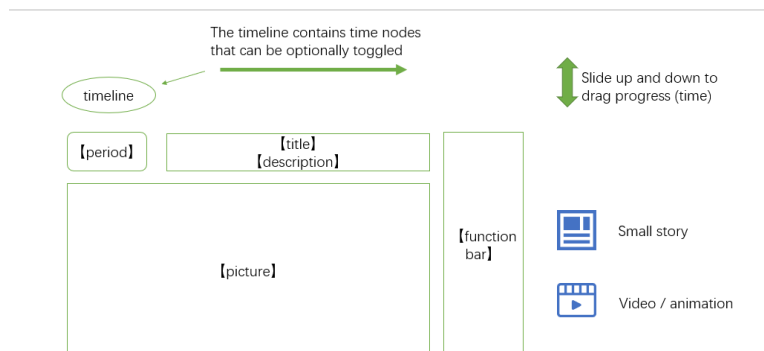 The timeline contains time nodes
that can be optionally toggled
Slide up and down to
drag progress (time)
timeline
【period】
【title】
【description】
【function
bar】
【picture】
Small story
Video / animation